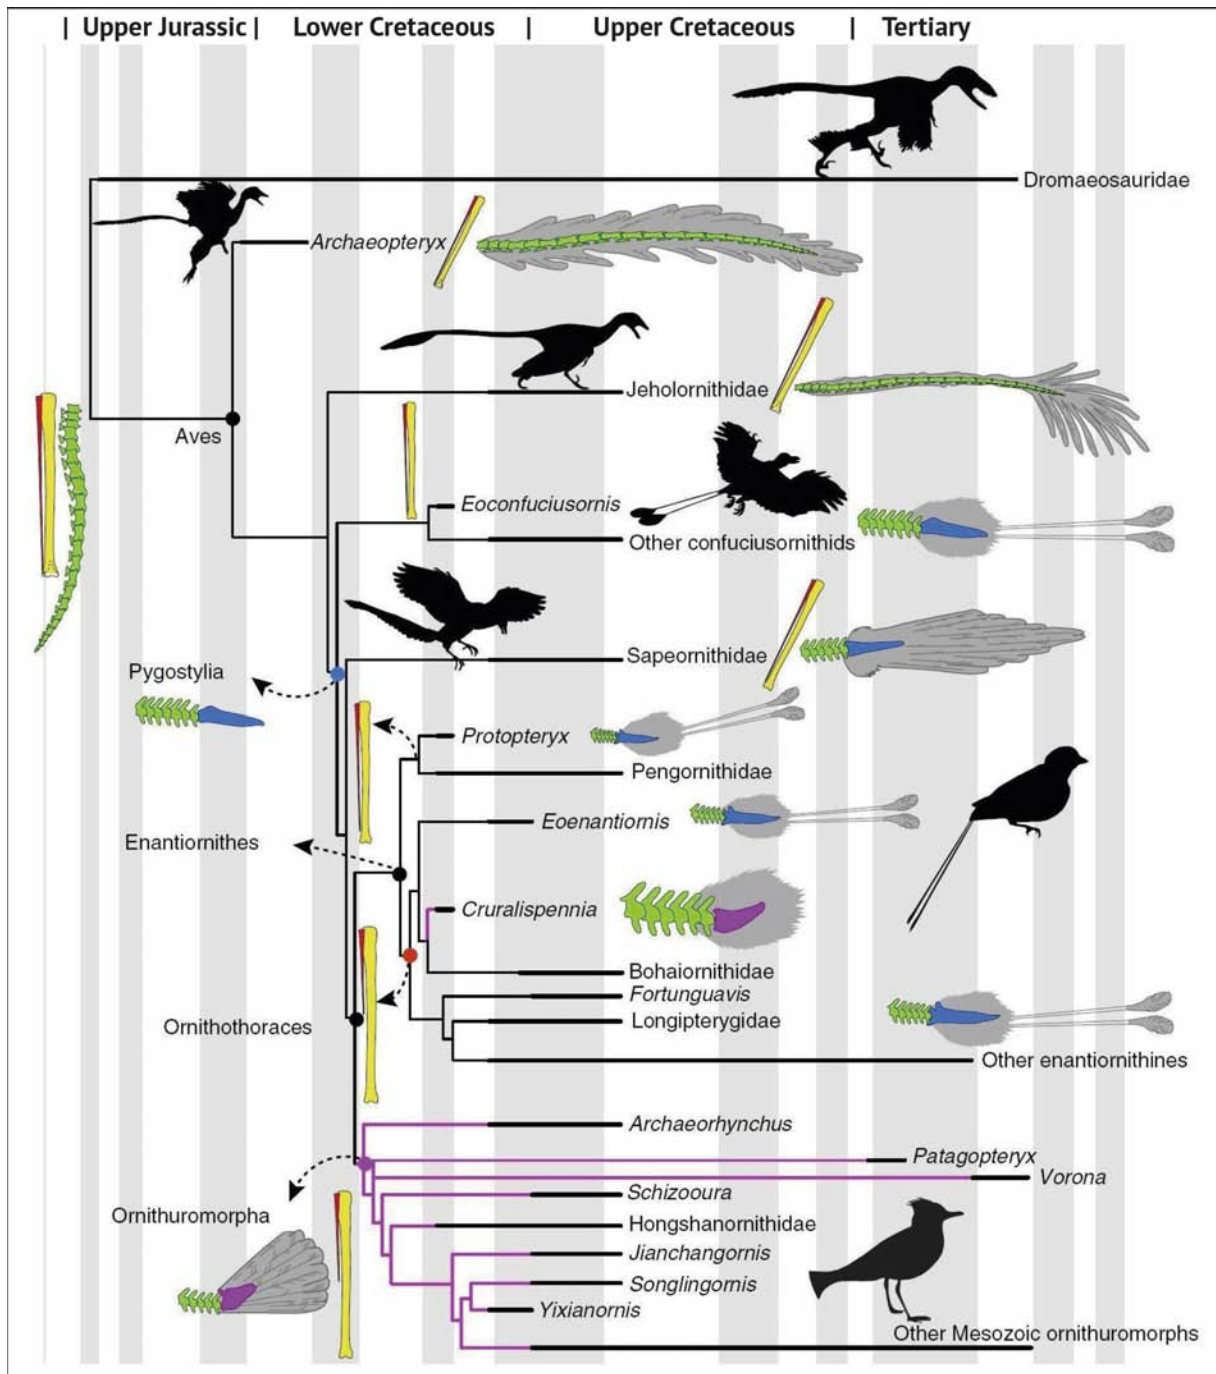 | Upper Jurassic | Lower Cretaceous | Upper Cretaceous | Tertiary
Dromaeosauridae
Archaeopteryx
Jeholornithidae
Aves
Eoconfuciusornis
Other confuciusornithids
Sapeornithidae
Pygostylia
Protopteryx
Pengornithidae
Eoenantiornis
Enantiornithes
Cruralispennia
Bohaiornithidae
Fortunguavis
Longipterygidae
Ornithothoraces
Other enantiornithines
Archaeorhynchus
Patagopteryx
Vorona
Schizooura
Ornithuromorpha
Hongshanornithidae
Jianchangornis
Songlingornis
Yixianornis
Other Mesozoic ornithuromorphs